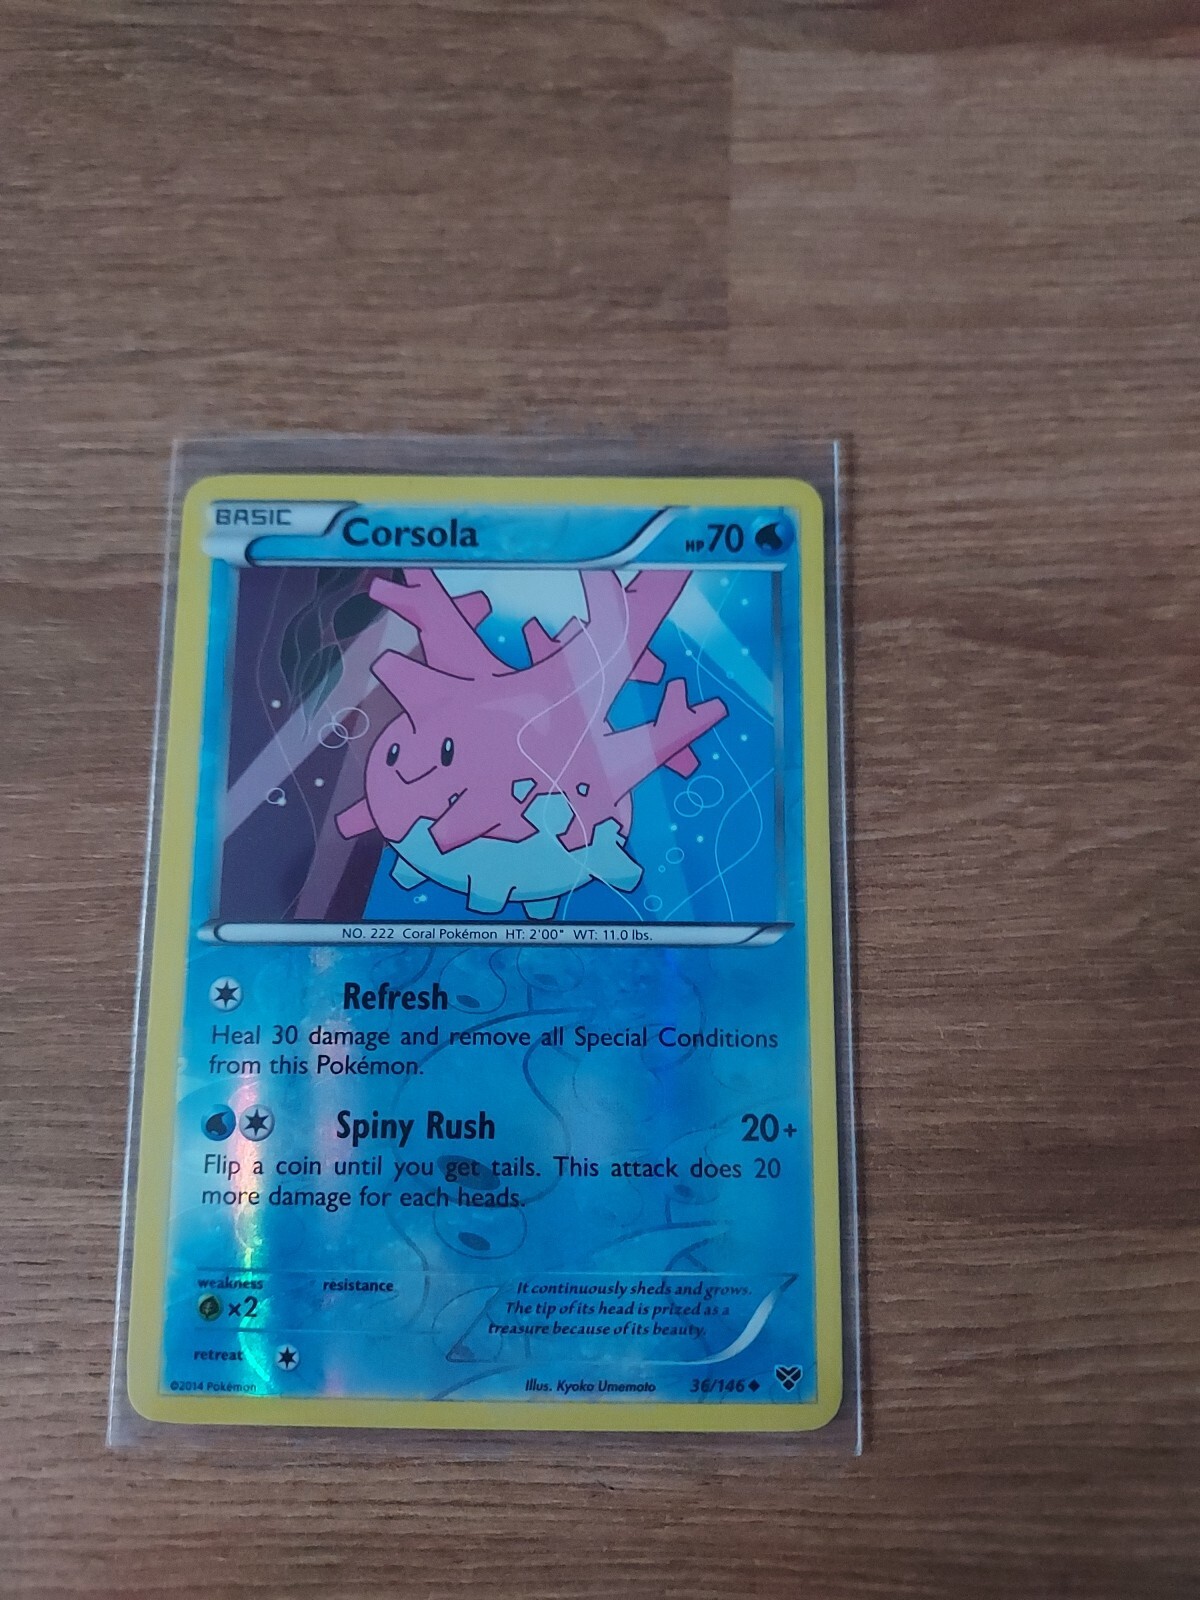 BASIC Corsola HP 70
NO. 222 Coral Pokémon HT: 2'00" WT: 11.0 lbs.
Refresh
Heal 30 damage and remove all Special Conditions
from this Pokémon.
Spiny Rush 20+
Flip a coin until you get tails. This attack does 20
more damage for each heads.
weakness resistance
x2
It continuously sheds and grows.
The tip of its head is prized as a
treasure because of its beauty.
retreat
©2014 Pokémon Illus. Kyoko Umemoto 36/146